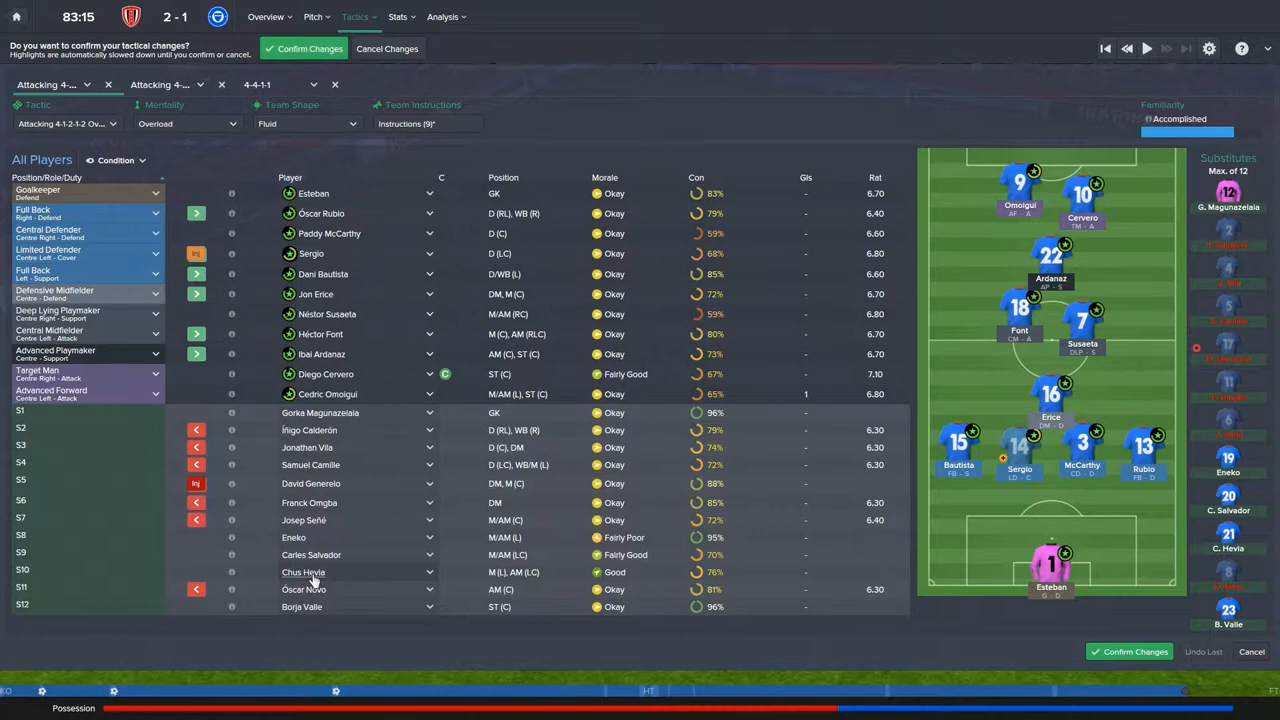 83:15
2 - 1
Overview
Pitch
Tactics
Stats
Analysis
Do you want to confirm your tactical changes?
Highlights are automatically slowed down until you confirm or cancel.
Confirm Changes
Cancel Changes
Attacking 4-...
Attacking 4-...
4-4-1-1
Tactic
Mentality
Team Shape
Team Instructions
Familiarity
Attacking 4-1-2-1-2 Ov...
Overload
Fluid
Instructions (9)*
Accomplished
All Players
Condition
Position/Role/Duty
Player
C
Position
Morale
Con
Gls
Rat
Goalkeeper
Defend
Esteban
GK
Okay
83%
-
6.70
Full Back
Right - Defend
Óscar Rubio
D (RL), WB (R)
Okay
79%
-
6.40
Central Defender
Centre Right - Defend
Paddy McCarthy
D (C)
Okay
59%
-
6.60
Limited Defender
Centre Left - Cover
Inj
Sergio
D (LC)
Okay
68%
-
6.80
Full Back
Left - Support
Dani Bautista
D/WB (L)
Okay
85%
-
6.60
Defensive Midfielder
Centre - Defend
Jon Erice
DM, M (C)
Okay
72%
-
6.70
Deep Lying Playmaker
Centre Right - Support
Néstor Susaeta
M/AM (RC)
Okay
59%
-
6.80
Central Midfielder
Centre Left - Attack
Héctor Font
M (C), AM (RLC)
Okay
80%
-
6.70
Advanced Playmaker
Centre - Support
Ibai Ardanaz
AM (C), ST (C)
Okay
73%
-
6.70
Target Man
Centre Right - Attack
Diego Cervero
C
ST (C)
Fairly Good
67%
-
7.10
Advanced Forward
Centre Left - Attack
Cedric Omoigui
M/AM (L), ST (C)
Okay
65%
1
6.80
S1
Gorka Magunazelaia
GK
Okay
96%
-
S2
Íñigo Calderón
D (RL), WB (R)
Okay
79%
-
6.30
S3
Jonathan Vila
D (C), DM
Okay
74%
-
6.30
S4
Samuel Camille
D (LC), WB/M (L)
Okay
72%
-
6.30
S5
Inj
David Generelo
DM, M (C)
Okay
88%
-
S6
Franck Omgba
DM
Okay
85%
-
6.30
S7
Josep Señé
M/AM (C)
Okay
72%
-
6.40
S8
Eneko
M/AM (L)
Fairly Poor
95%
-
S9
Carles Salvador
M/AM (LC)
Fairly Good
70%
-
S10
Chus Hevia
M (L), AM (LC)
Good
76%
-
S11
Óscar Novo
AM (C)
Okay
81%
-
6.30
S12
Borja Valle
ST (C)
Okay
96%
-
9
Omoigui
AF - A
10
Cervero
TM - A
22
Ardanaz
AP - S
18
Font
CM - A
7
Susaeta
DLP - S
16
Erice
DM - D
15
Bautista
FB - S
14
Sergio
LD - C
3
McCarthy
CD - D
13
Rubio
FB - D
1
Esteban
G - D
Substitutes
Max. of 12
12
G. Magunazelaia
2
4
5
17
11
6
19
Eneko
20
C. Salvador
21
C. Hevia
8
23
B. Valle
Confirm Changes
Undo Last
Cancel
KO
HT
FT
Possession